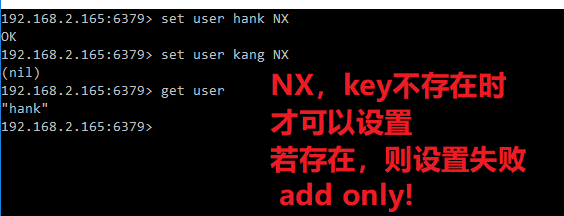 192.168.2.165:6379> set user hank NX
OK
192.168.2.165:6379> set user kang NX
(nil)
192.168.2.165:6379> get user
"hank"
192.168.2.165:6379>
NX，key不存在时
才可以设置
若存在，则设置失败
add only!